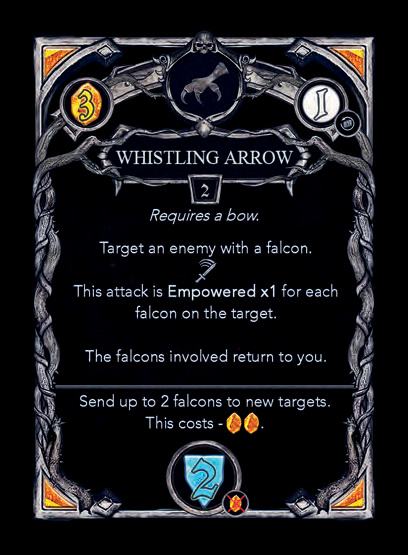 3
1
WHISTLING ARROW
2
Requires a bow.
Target an enemy with a falcon.
This attack is Empowered x1 for each
falcon on the target.
The falcons involved return to you.
Send up to 2 falcons to new targets.
This costs - .
2